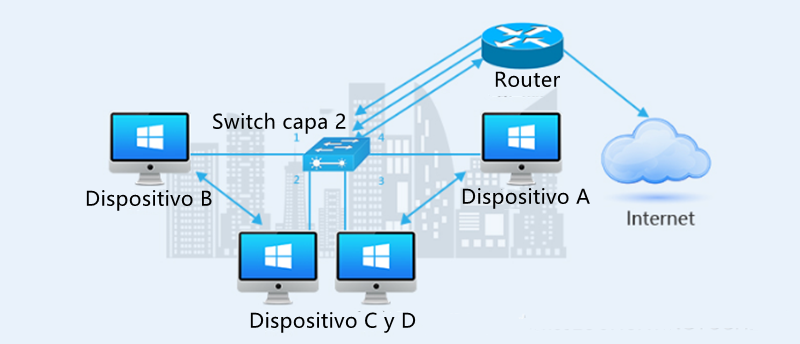 Router
Switch capa 2
1
4
2
3
Dispositivo B
Dispositivo A
Internet
Dispositivo C y D